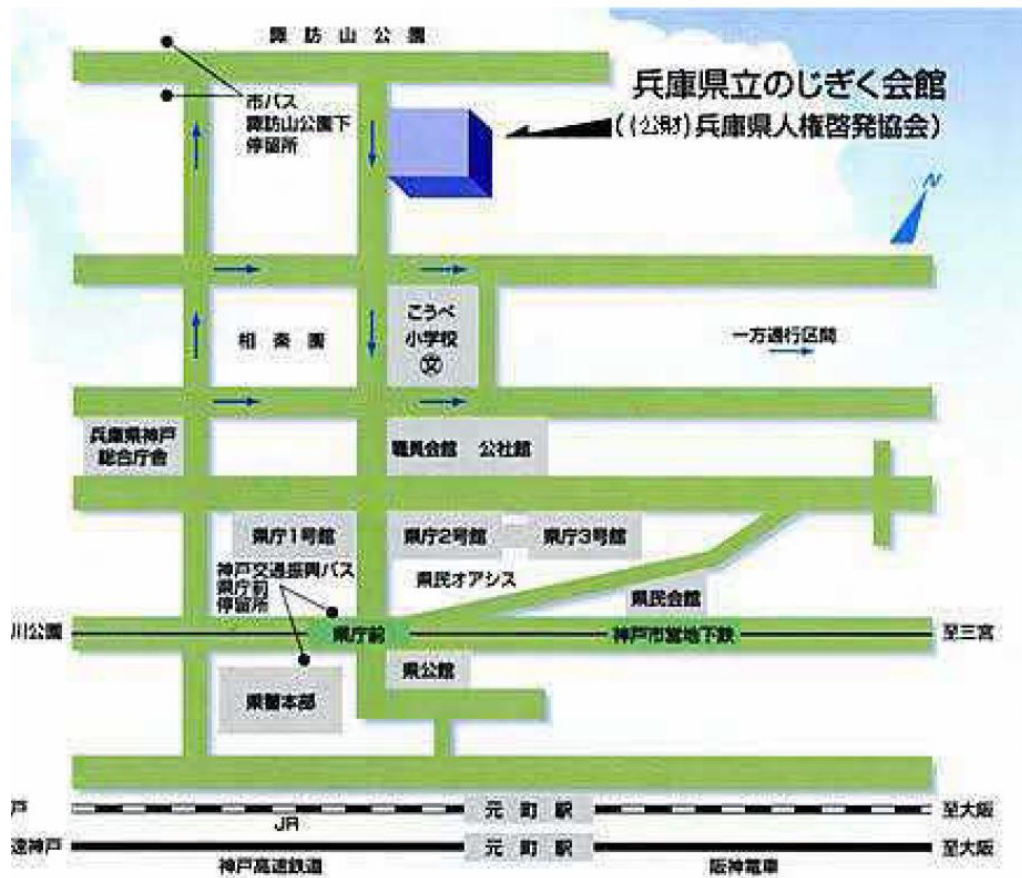 諏訪山公園
兵庫県立のじぎく会館
((公財)兵庫県人権啓発協会)
市バス
諏訪山公園下
停留所
N
こうべ
小学校
文
相楽園
一方通行区間
兵庫県神戸
総合庁舎
職員会館 公社館
県庁1号館
県庁2号館
県庁3号館
神戸交通振興バス
県庁前
停留所
県民オアシス
県民会館
川公園
県庁前
神戸市営地下鉄
至三宮
県公館
県警本部
戸
元町駅
至大阪
JR
速神戸
元町駅
至大阪
神戸高速鉄道
阪神電車